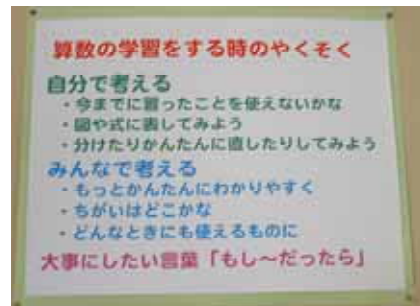 算数の学習をする時のやくそく
自分で考える
・今までに習ったことを使えないかな
・図や式に表してみよう
・分けたりかんたんに直したりしてみよう
みんなで考える
・もっとかんたんにわかりやすく
・ちがいはどこかな
・どんなときにも使えるものに
大事にしたい言葉「もし～だったら」